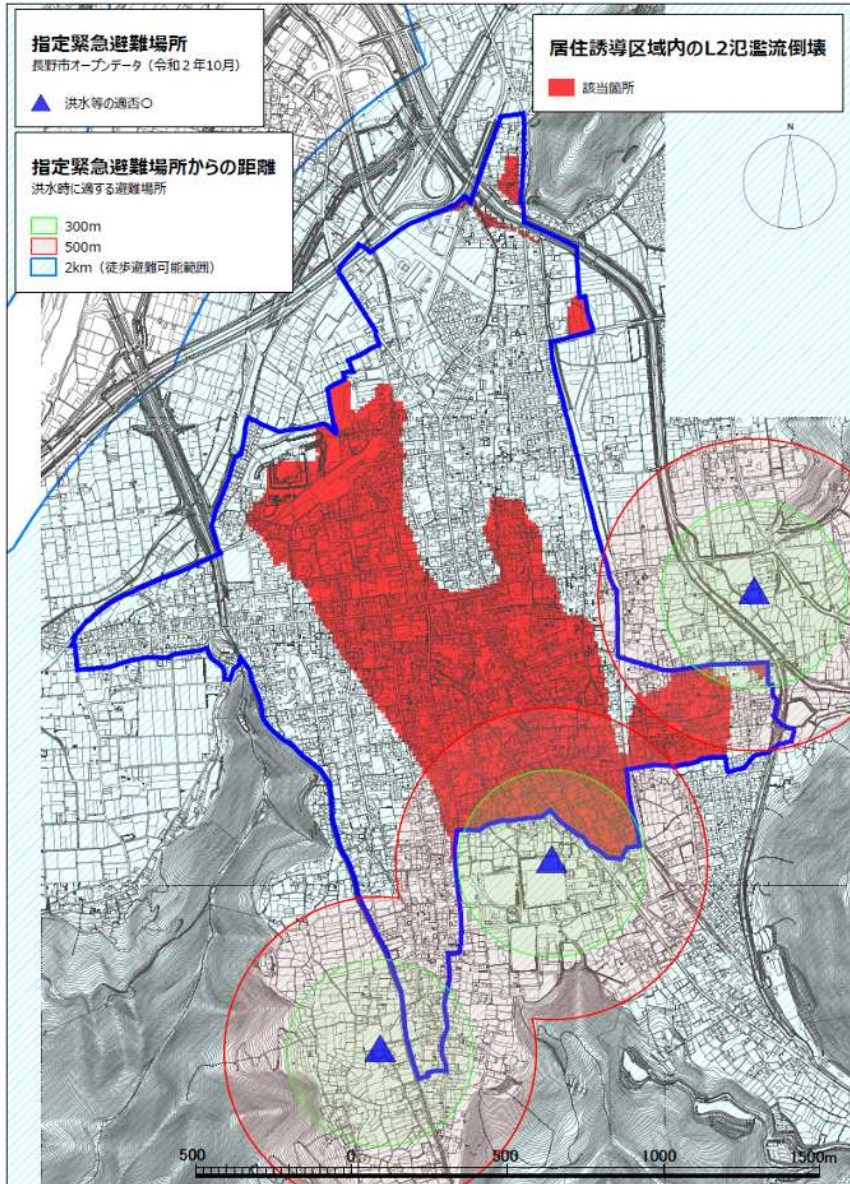 指定緊急避難場所
長野市オープンデータ（令和２年10月）
洪水等の適否○
指定緊急避難場所からの距離
洪水時に適する避難場所
300m
500m
2km（徒歩避難可能範囲）
居住誘導区域内のL2氾濫流倒壊
該当箇所
N
500 0 500 1000 1500m